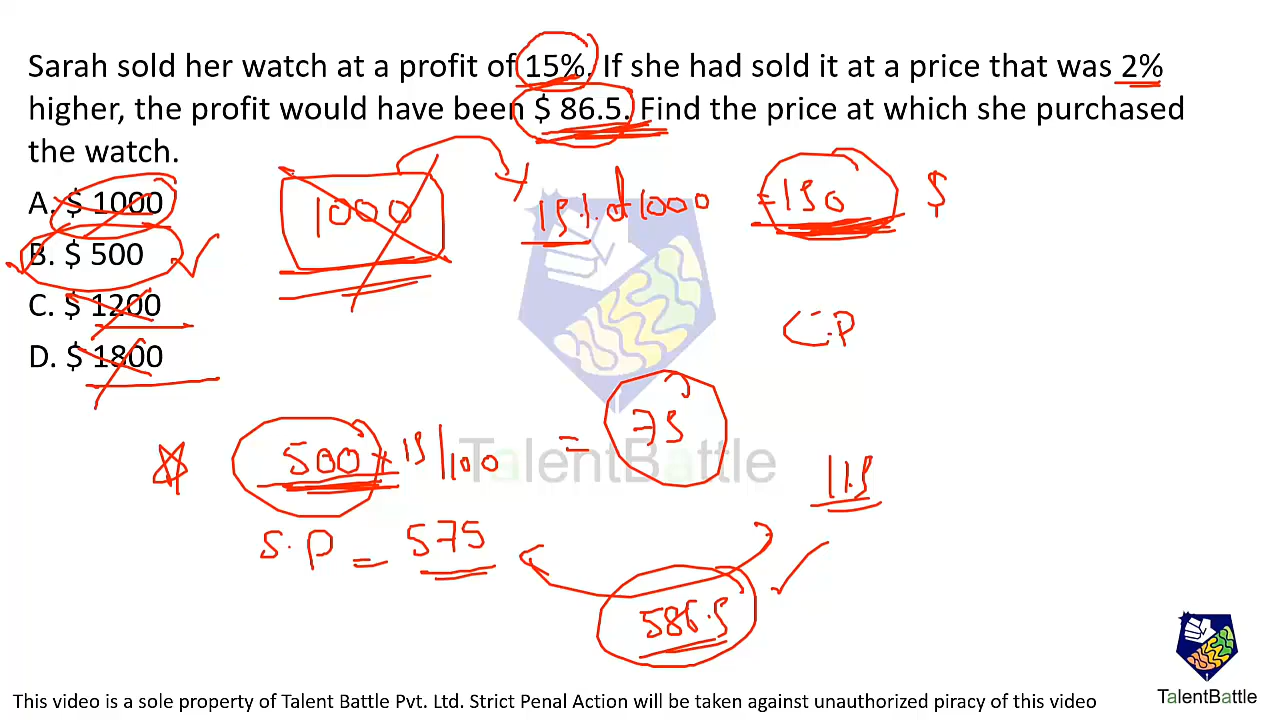 Sarah sold her watch at a profit of 15%. If she had sold it at a price that was 2%
higher, the profit would have been $ 86.5. Find the price at which she purchased
the watch.
A. $ 1000
B. $ 500
C. $ 1200
D. $ 1800
1000
15% of 1000 = 150 $
C.P
500 × 15/100 = 75
TalentBattle
11.5
S.P = 575
586.5
TalentBattle
This video is a sole property of Talent Battle Pvt. Ltd. Strict Penal Action will be taken against unauthorized piracy of this video